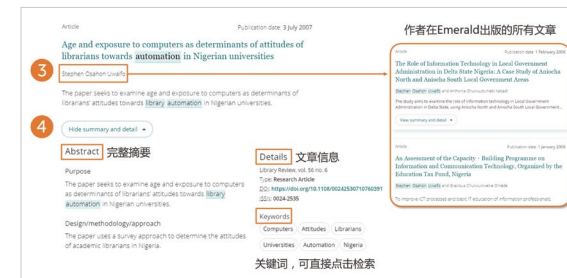 Article
Publication date: 3 July 2007
Age and exposure to computers as determinants of attitudes of
librarians towards automation in Nigerian universities
3
Stephen Osahon Uwaifo
The paper seeks to examine age and exposure to computers as determinants of
librarians' attitudes towards library automation in Nigerian universities.
4
Hide summary and detail
Abstract 完整摘要
Purpose
The paper seeks to examine age and exposure to computers
as determinants of librarians' attitudes towards library
automation in Nigerian universities.
Design/methodology/approach
The paper uses a survey approach to determine the attitudes
of academic librarians in Nigeria.
Details 文章信息
Library Review, vol. 56 no. 6
Type: Research Article
DOI: https://doi.org/10.1108/00242530710760391
ISSN: 0024-2535
Keywords
Computers Attitudes Librarians
Universities Automation Nigeria
关键词，可直接点击检索
作者在Emerald出版的所有文章
Article
Publication date: 1 February 2009
The Role of Information Technology in Local Government
Administration in Delta State Nigeria: A Case Study of Aniocha
North and Aniocha South Local Government Areas
Stephen Osahon Uwaifo and Anthonia
The study aims to examine the role of information technology in Local Government
Administration in Delta State, using Aniocha North and Aniocha South Local Government
View summary and detail
Article
Publication date: 1 January 2009
An Assessment of the Capacity - Building Programme on
Information and Communication Technology, Organized by the
Education Tax Fund, Nigeria
Stephen Osahon Uwaifo and
To improve ICT processes and basic IT education of information professionals.